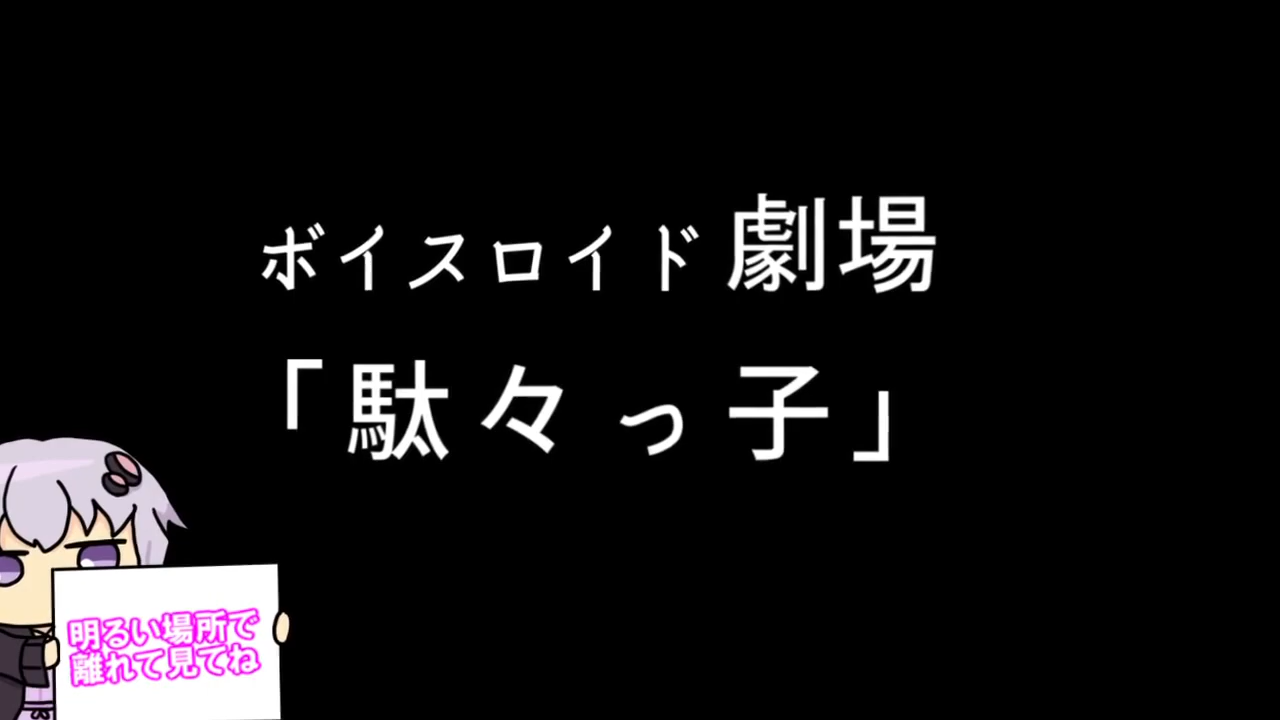 ボイスロイド劇場
「駄々っ子」
明るい場所で
離れて見てね